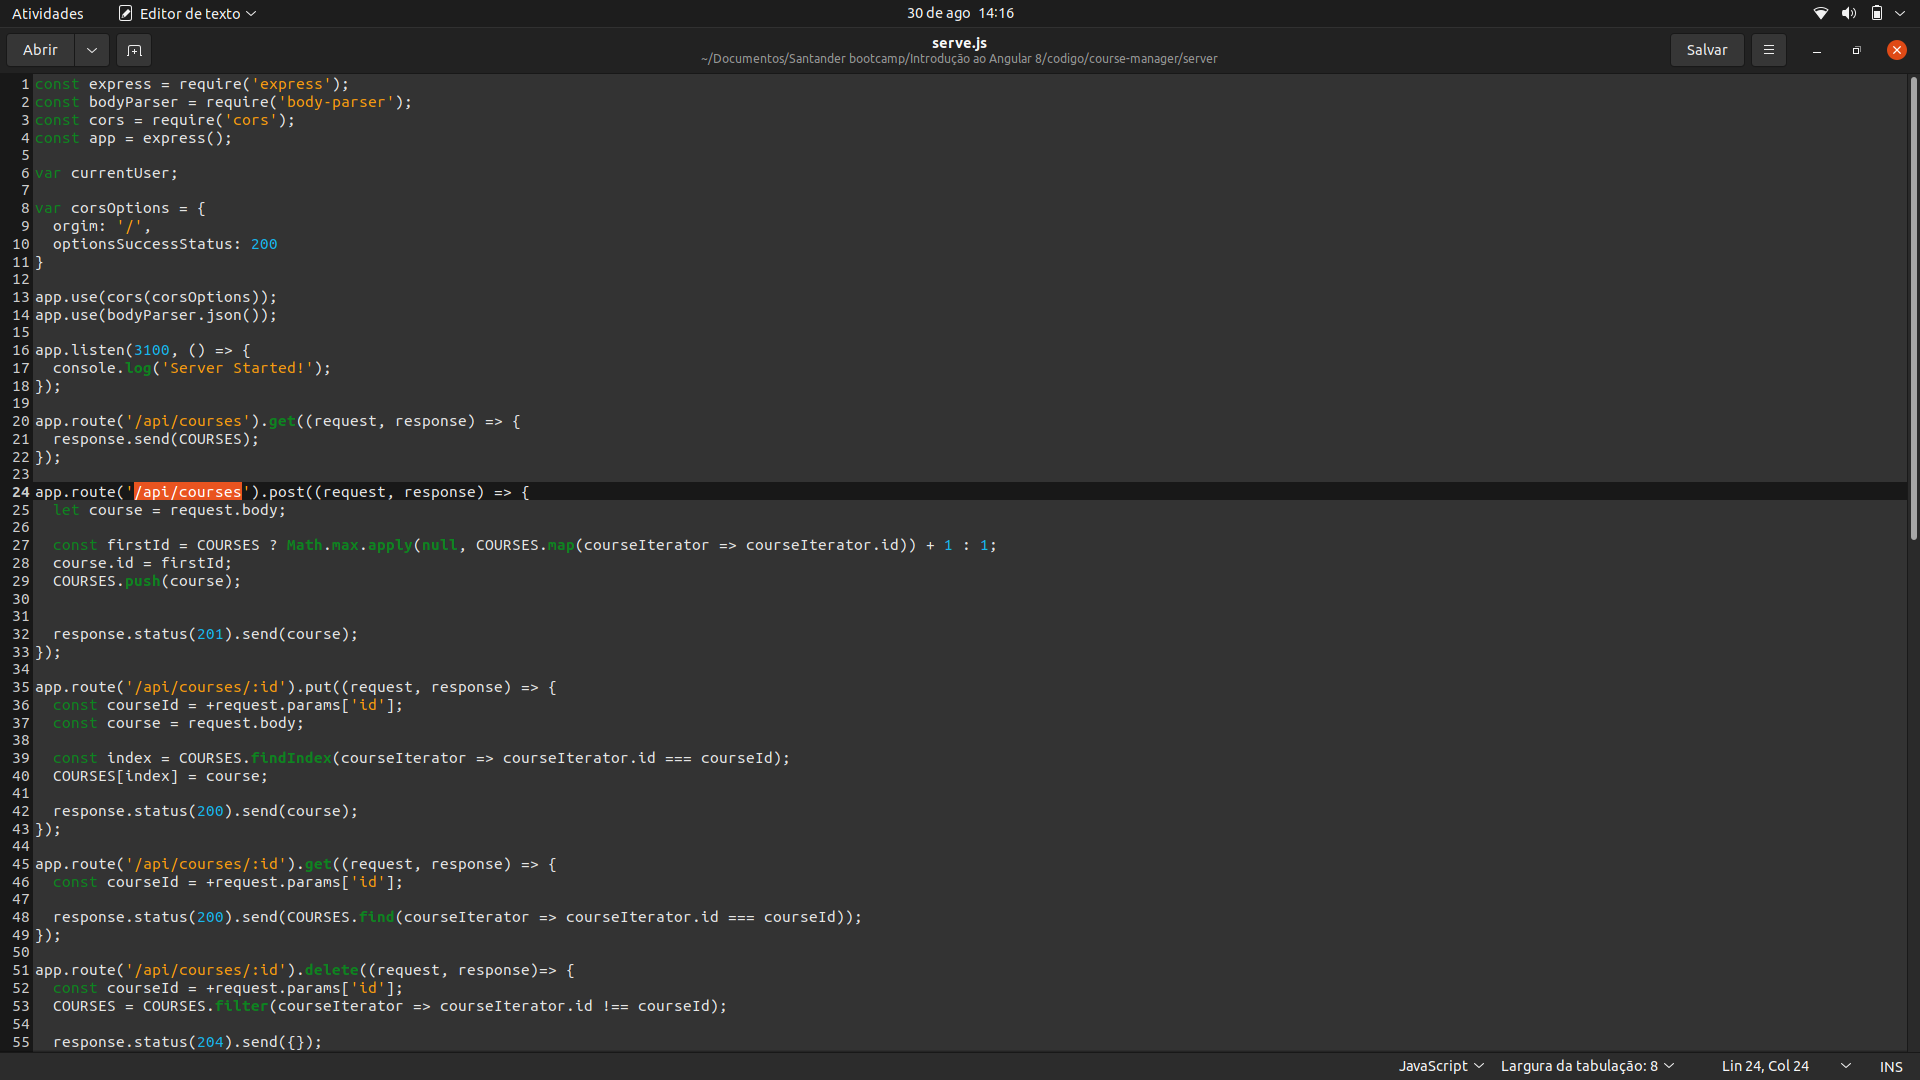 Atividades Editor de texto 30 de ago 14:16
Abrir serve.js Salvar
~/Documentos/Santander bootcamp/Introdução ao Angular 8/codigo/course-manager/server
1 const express = require('express');
2 const bodyParser = require('body-parser');
3 const cors = require('cors');
4 const app = express();
5
6 var currentUser;
7
8 var corsOptions = {
9   orgim: '/',
10   optionsSuccessStatus: 200
11 }
12
13 app.use(cors(corsOptions));
14 app.use(bodyParser.json());
15
16 app.listen(3100, () => {
17   console.log('Server Started!');
18 });
19
20 app.route('/api/courses').get((request, response) => {
21   response.send(COURSES);
22 });
23
24 app.route('/api/courses').post((request, response) => {
25   let course = request.body;
26
27   const firstId = COURSES ? Math.max.apply(null, COURSES.map(courseIterator => courseIterator.id)) + 1 : 1;
28   course.id = firstId;
29   COURSES.push(course);
30
31
32   response.status(201).send(course);
33 });
34
35 app.route('/api/courses/:id').put((request, response) => {
36   const courseId = +request.params['id'];
37   const course = request.body;
38
39   const index = COURSES.findIndex(courseIterator => courseIterator.id === courseId);
40   COURSES[index] = course;
41
42   response.status(200).send(course);
43 });
44
45 app.route('/api/courses/:id').get((request, response) => {
46   const courseId = +request.params['id'];
47
48   response.status(200).send(COURSES.find(courseIterator => courseIterator.id === courseId));
49 });
50
51 app.route('/api/courses/:id').delete((request, response)=> {
52   const courseId = +request.params['id'];
53   COURSES = COURSES.filter(courseIterator => courseIterator.id !== courseId);
54
55   response.status(204).send({});
JavaScript Largura da tabulação: 8 Lin 24, Col 24 INS